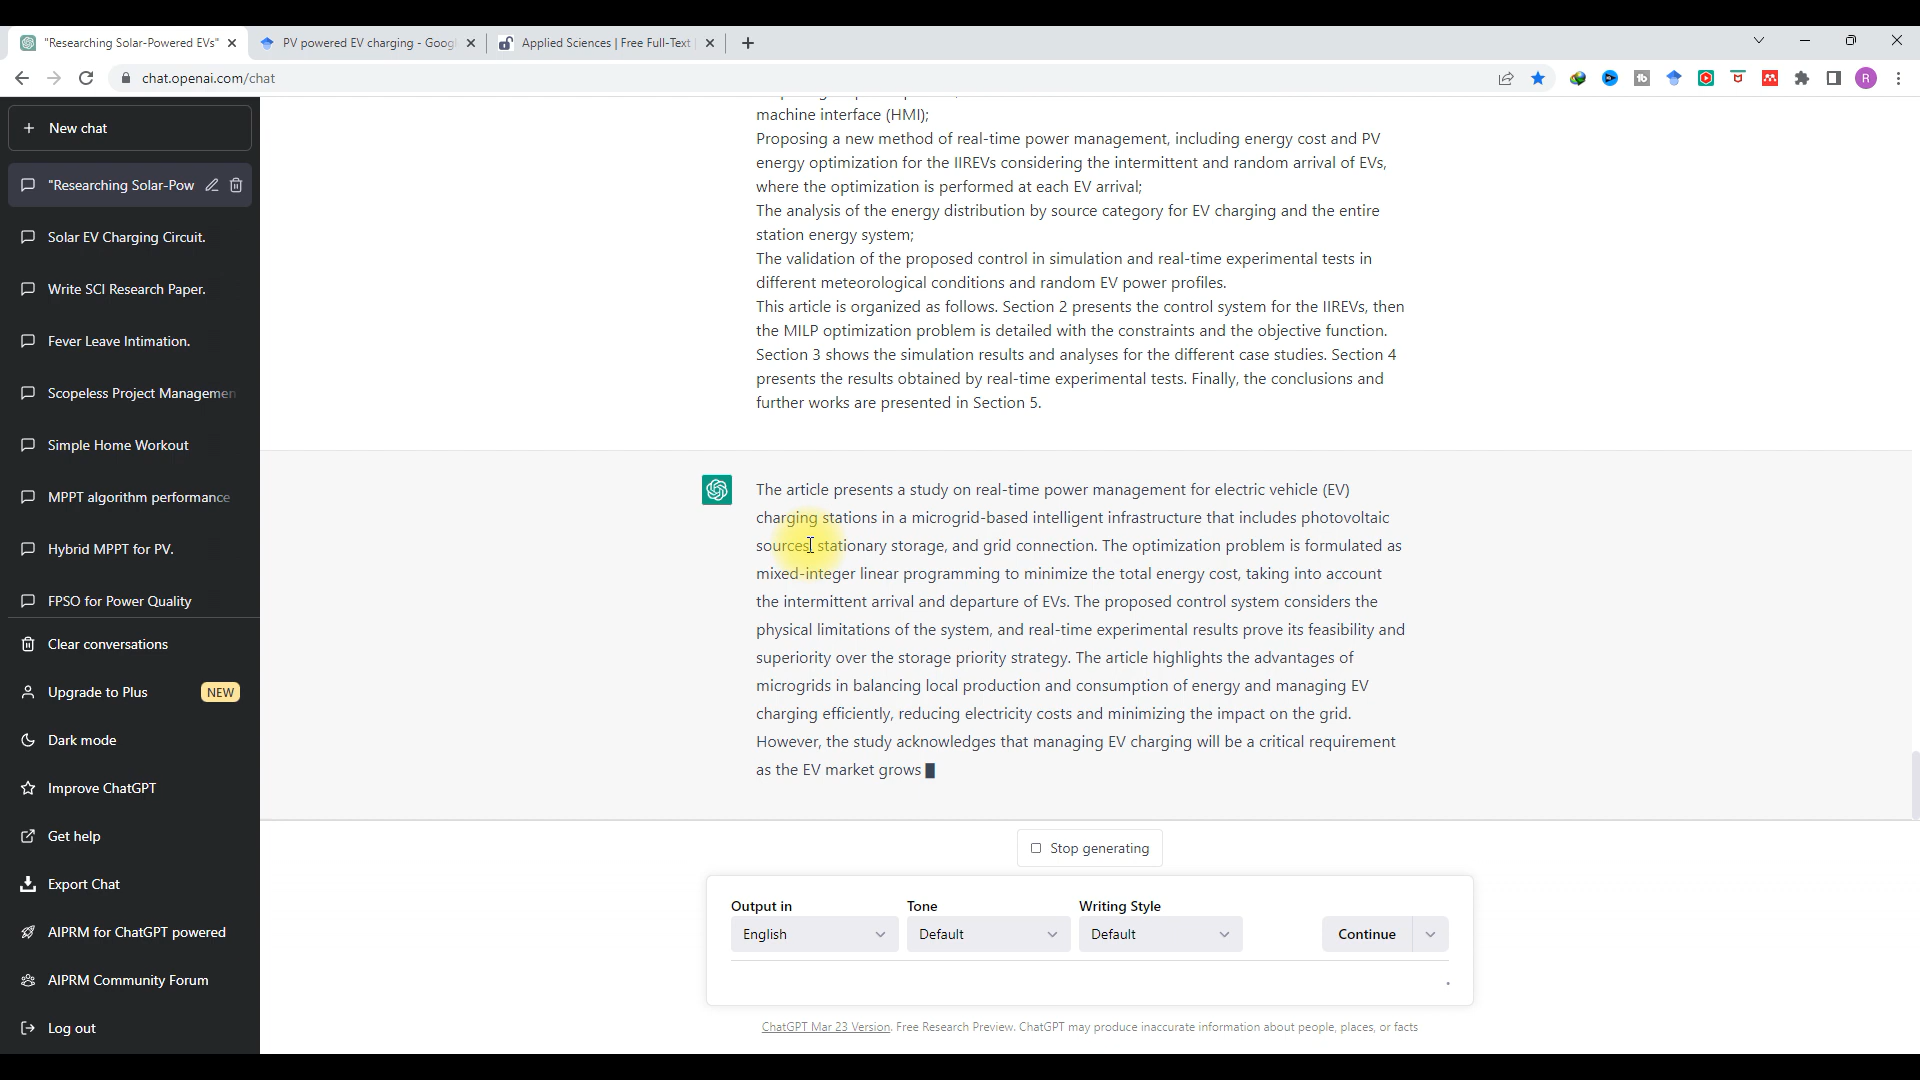 "Researching Solar-Powered EVs"
PV powered EV charging - Goog
Applied Sciences | Free Full-Text
chat.openai.com/chat
R
New chat
"Researching Solar-Pow
Solar EV Charging Circuit.
Write SCI Research Paper.
Fever Leave Intimation.
Scopeless Project Managemen
Simple Home Workout
MPPT algorithm performance
Hybrid MPPT for PV.
FPSO for Power Quality
Clear conversations
Upgrade to Plus NEW
Dark mode
Improve ChatGPT
Get help
Export Chat
AIPRM for ChatGPT powered
AIPRM Community Forum
Log out
machine interface (HMI);
Proposing a new method of real-time power management, including energy cost and PV
energy optimization for the IIREVs considering the intermittent and random arrival of EVs,
where the optimization is performed at each EV arrival;
The analysis of the energy distribution by source category for EV charging and the entire
station energy system;
The validation of the proposed control in simulation and real-time experimental tests in
different meteorological conditions and random EV power profiles.
This article is organized as follows. Section 2 presents the control system for the IIREVs, then
the MILP optimization problem is detailed with the constraints and the objective function.
Section 3 shows the simulation results and analyses for the different case studies. Section 4
presents the results obtained by real-time experimental tests. Finally, the conclusions and
further works are presented in Section 5.
The article presents a study on real-time power management for electric vehicle (EV)
charging stations in a microgrid-based intelligent infrastructure that includes photovoltaic
sources, stationary storage, and grid connection. The optimization problem is formulated as
mixed-integer linear programming to minimize the total energy cost, taking into account
the intermittent arrival and departure of EVs. The proposed control system considers the
physical limitations of the system, and real-time experimental results prove its feasibility and
superiority over the storage priority strategy. The article highlights the advantages of
microgrids in balancing local production and consumption of energy and managing EV
charging efficiently, reducing electricity costs and minimizing the impact on the grid.
However, the study acknowledges that managing EV charging will be a critical requirement
as the EV market grows
Stop generating
Output in Tone Writing Style
English Default Default Continue
ChatGPT Mar 23 Version. Free Research Preview. ChatGPT may produce inaccurate information about people, places, or facts